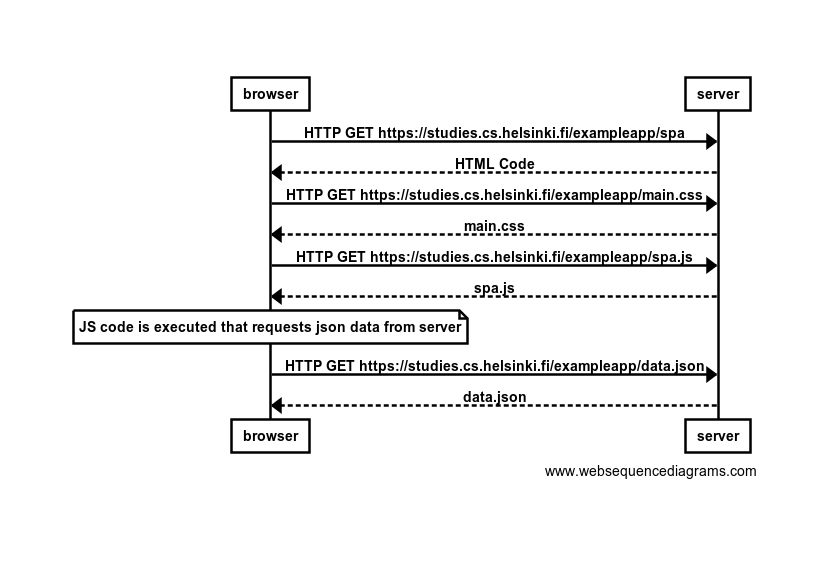 browser
server
HTTP GET https://studies.cs.helsinki.fi/exampleapp/spa
HTML Code
HTTP GET https://studies.cs.helsinki.fi/exampleapp/main.css
main.css
HTTP GET https://studies.cs.helsinki.fi/exampleapp/spa.js
spa.js
JS code is executed that requests json data from server
HTTP GET https://studies.cs.helsinki.fi/exampleapp/data.json
data.json
browser
server
www.websequencediagrams.com